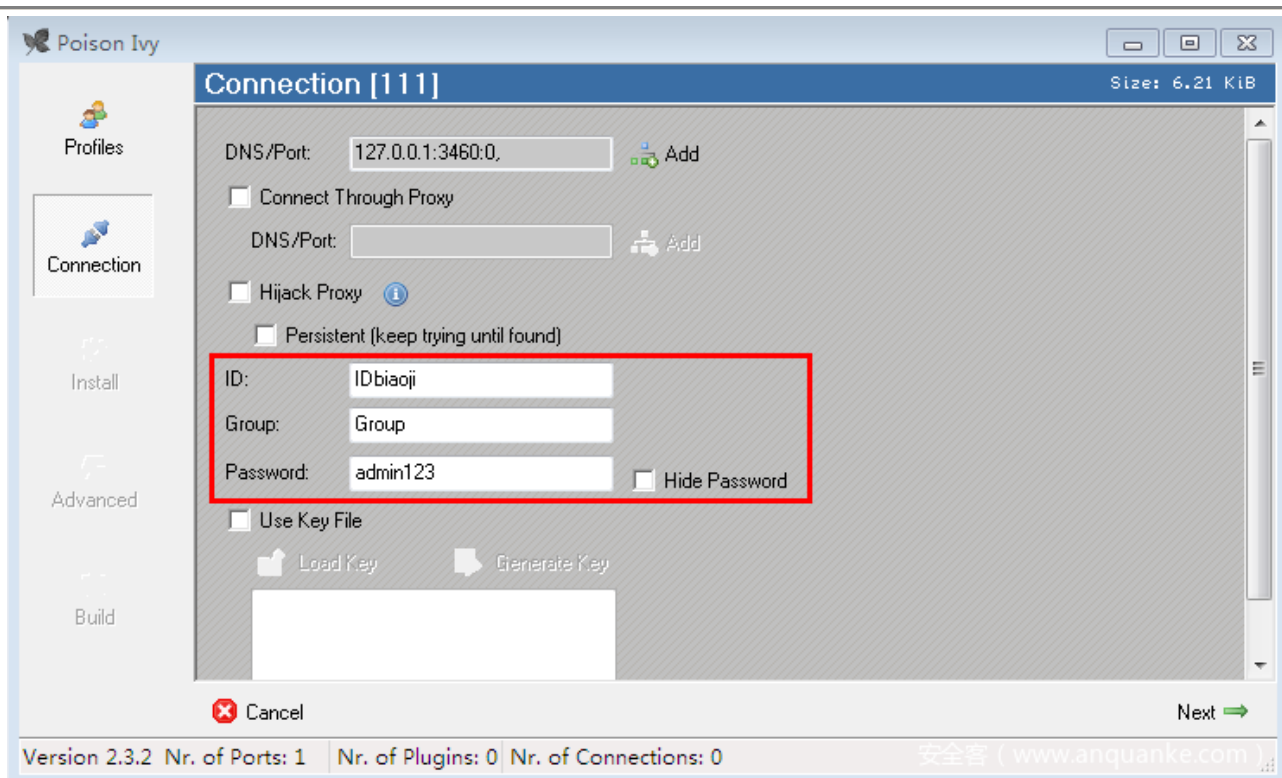 Poison Ivy
Connection [111]
Size: 6.21 KiB
Profiles
DNS/Port: 127.0.0.1:3460:0, Add
Connect Through Proxy
DNS/Port: Add
Connection
Hijack Proxy
Persistent (keep trying until found)
Install
ID: IDbiaoji
Group: Group
Password: admin123 Hide Password
Advanced
Use Key File
Load Key Generate Key
Build
Cancel
Next
Version 2.3.2 Nr. of Ports: 1 Nr. of Plugins: 0 Nr. of Connections: 0
安全客 ( www.anquanke.com )